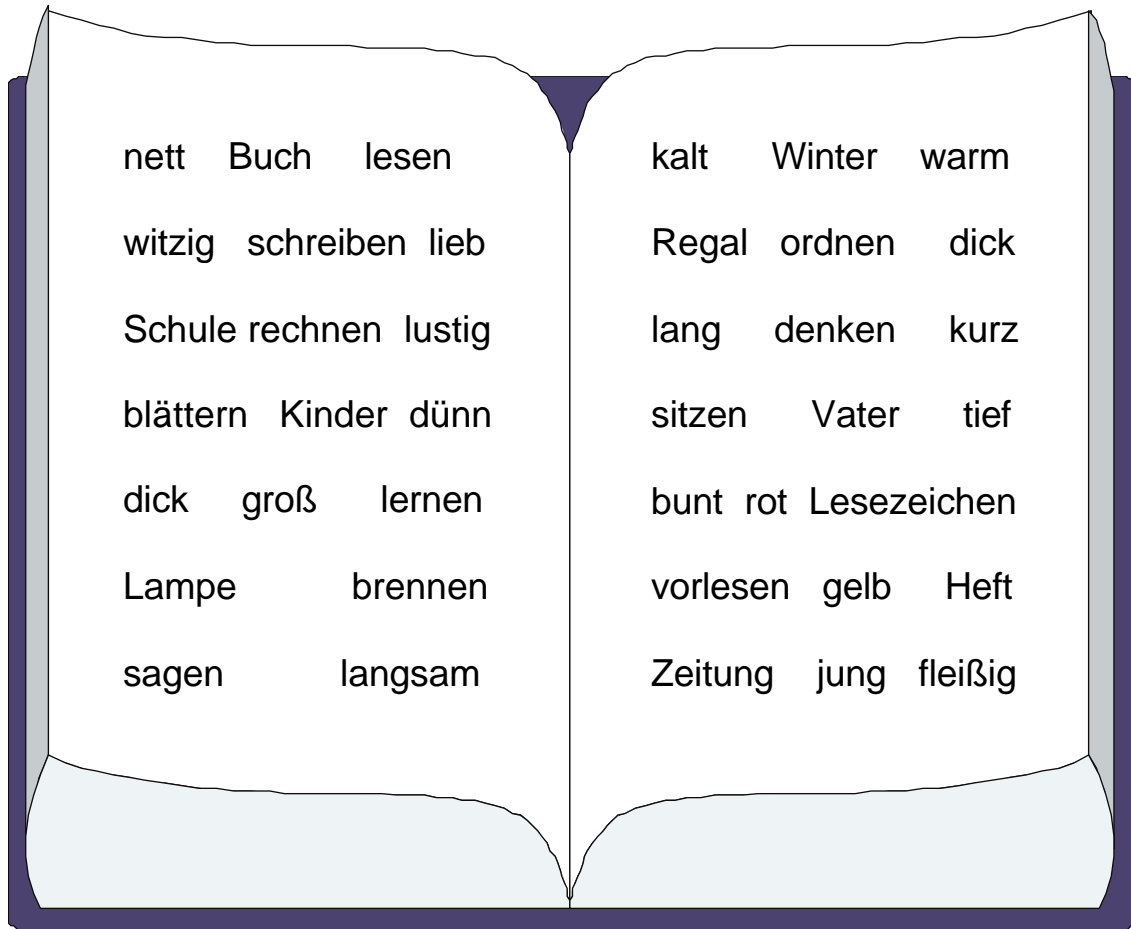 nett Buch lesen
witzig schreiben lieb
Schule rechnen lustig
blättern Kinder dünn
dick groß lernen
Lampe brennen
sagen langsam
kalt Winter warm
Regal ordnen dick
lang denken kurz
sitzen Vater tief
bunt rot Lesezeichen
vorlesen gelb Heft
Zeitung jung fleißig